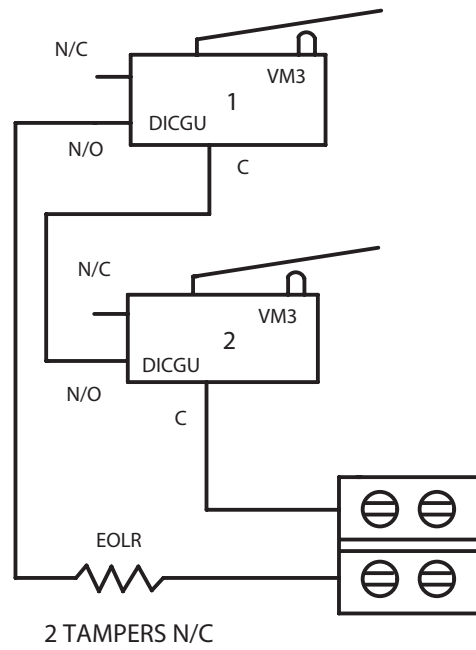 N/C
VM3
1
DICGU
N/O
C
N/C
VM3
2
DICGU
N/O
C
EOLR
2 TAMPERS N/C